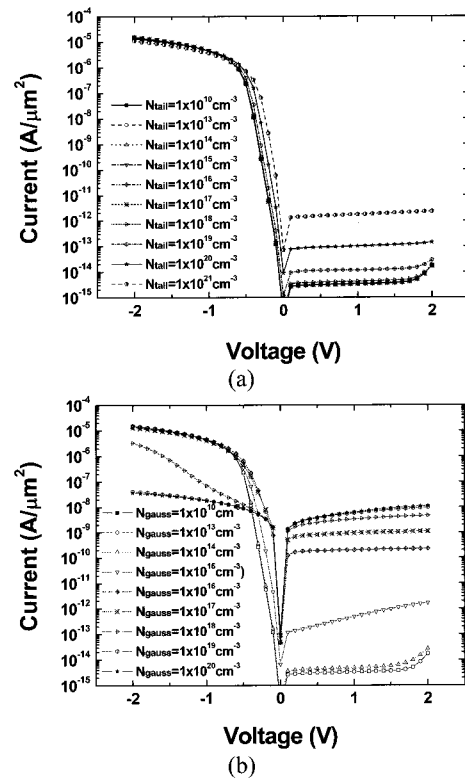 (a)
Current (A/μm²)
10⁻⁴
10⁻⁵
10⁻⁶
10⁻⁷
10⁻⁸
10⁻⁹
10⁻¹⁰
10⁻¹¹
10⁻¹²
10⁻¹³
10⁻¹⁴
10⁻¹⁵
Ntail=1x10¹⁰cm⁻³
Ntail=1x10¹³cm⁻³
Ntail=1x10¹⁴cm⁻³
Ntail=1x10¹⁵cm⁻³
Ntail=1x10¹⁶cm⁻³
Ntail=1x10¹⁷cm⁻³
Ntail=1x10¹⁸cm⁻³
Ntail=1x10¹⁹cm⁻³
Ntail=1x10²⁰cm⁻³
Ntail=1x10²¹cm⁻³
-2 -1 0 1 2
Voltage (V)
(a)
Current (A/μm²)
10⁻⁴
10⁻⁵
10⁻⁶
10⁻⁷
10⁻⁸
10⁻⁹
10⁻¹⁰
10⁻¹¹
10⁻¹²
10⁻¹³
10⁻¹⁴
10⁻¹⁵
Ngauss=1x10¹⁰cm⁻³
Ngauss=1x10¹³cm⁻³
Ngauss=1x10¹⁴cm⁻³
Ngauss=1x10¹⁶cm⁻³)
Ngauss=1x10¹⁶cm⁻³
Ngauss=1x10¹⁷cm⁻³
Ngauss=1x10¹⁸cm⁻³
Ngauss=1x10¹⁹cm⁻³
Ngauss=1x10²⁰cm⁻³
-2 -1 0 1 2
Voltage (V)
(b)